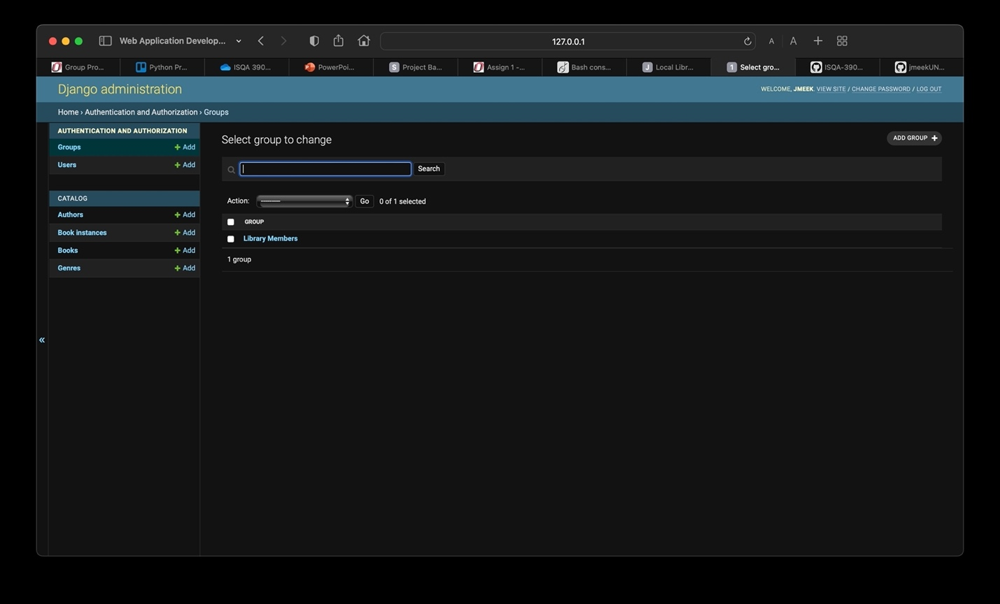 Web Application Develop...
127.0.0.1
A A
Group Pro...
Python Pr...
ISQA 390...
PowerPoi...
S Project Ba...
Assign 1 -...
Bash cons...
J Local Libr...
1 Select gro...
ISQA-390...
jmeekUN...
Django administration
WELCOME, JMEEK. VIEW SITE / CHANGE PASSWORD / LOG OUT
Home › Authentication and Authorization › Groups
AUTHENTICATION AND AUTHORIZATION
Groups + Add
Users + Add
CATALOG
Authors + Add
Book instances + Add
Books + Add
Genres + Add
«
Select group to change
ADD GROUP +
Search
Action: --------- Go 0 of 1 selected
GROUP
Library Members
1 group